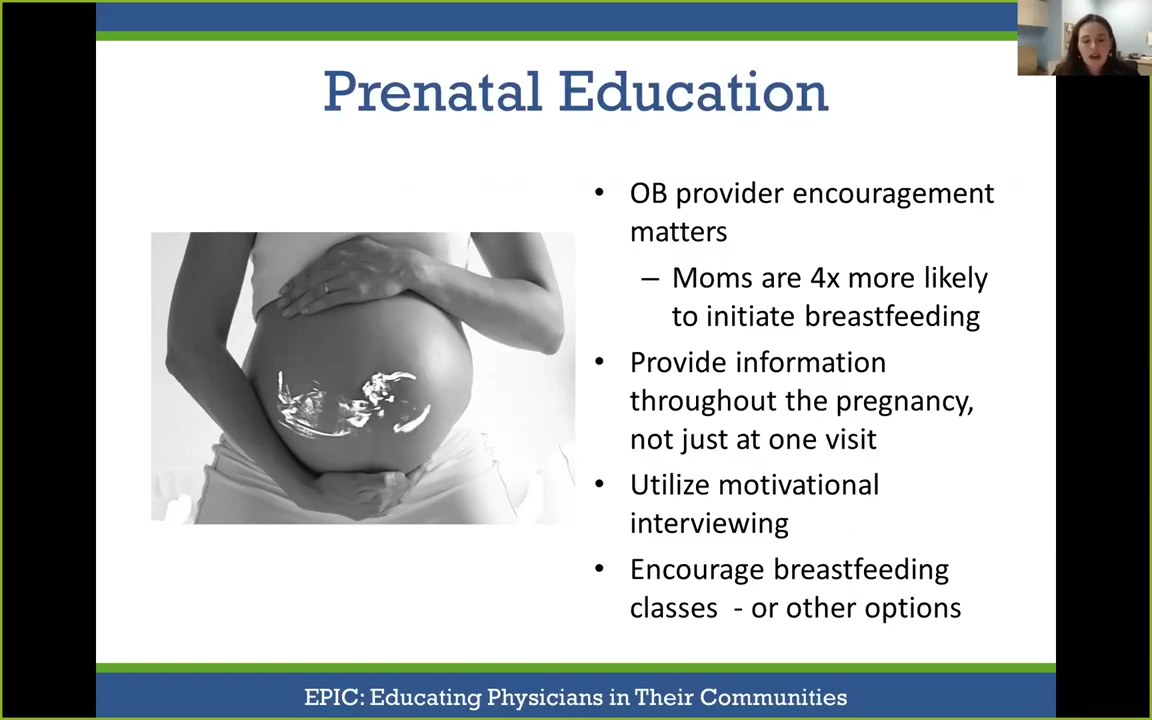 Prenatal Education
• OB provider encouragement
matters
– Moms are 4x more likely
to initiate breastfeeding
• Provide information
throughout the pregnancy,
not just at one visit
• Utilize motivational
interviewing
• Encourage breastfeeding
classes - or other options
EPIC: Educating Physicians in Their Communities